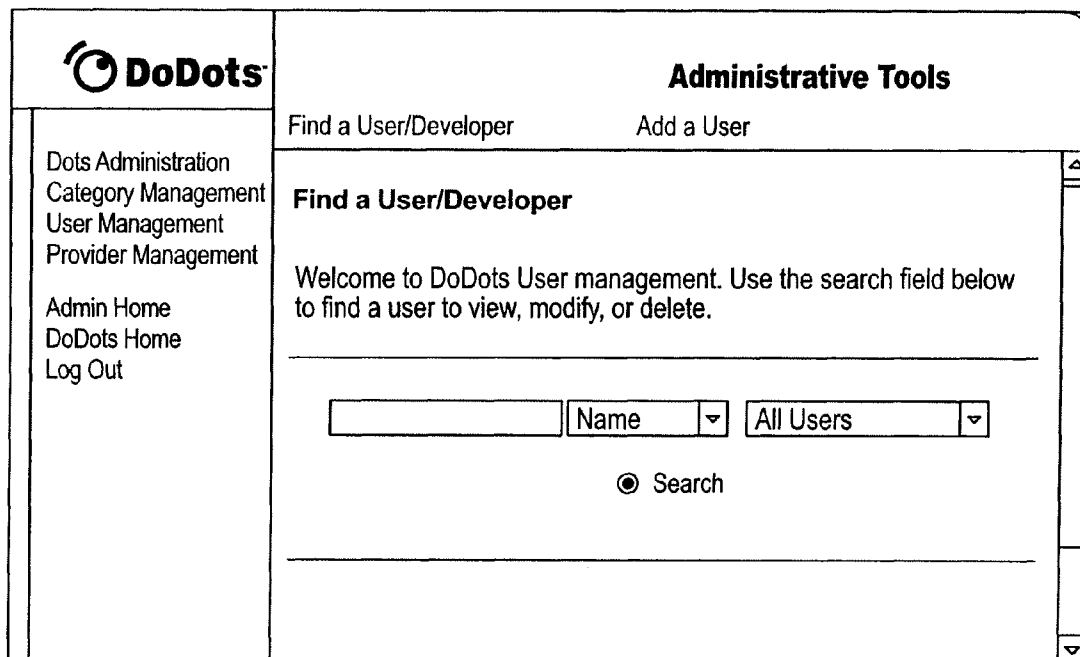 DoDots
Administrative Tools
Find a User/Developer
Add a User
Dots Administration
Category Management
User Management
Provider Management
Admin Home
DoDots Home
Log Out
Find a User/Developer
Welcome to DoDots User management. Use the search field below
to find a user to view, modify, or delete.
Name
All Users
Search